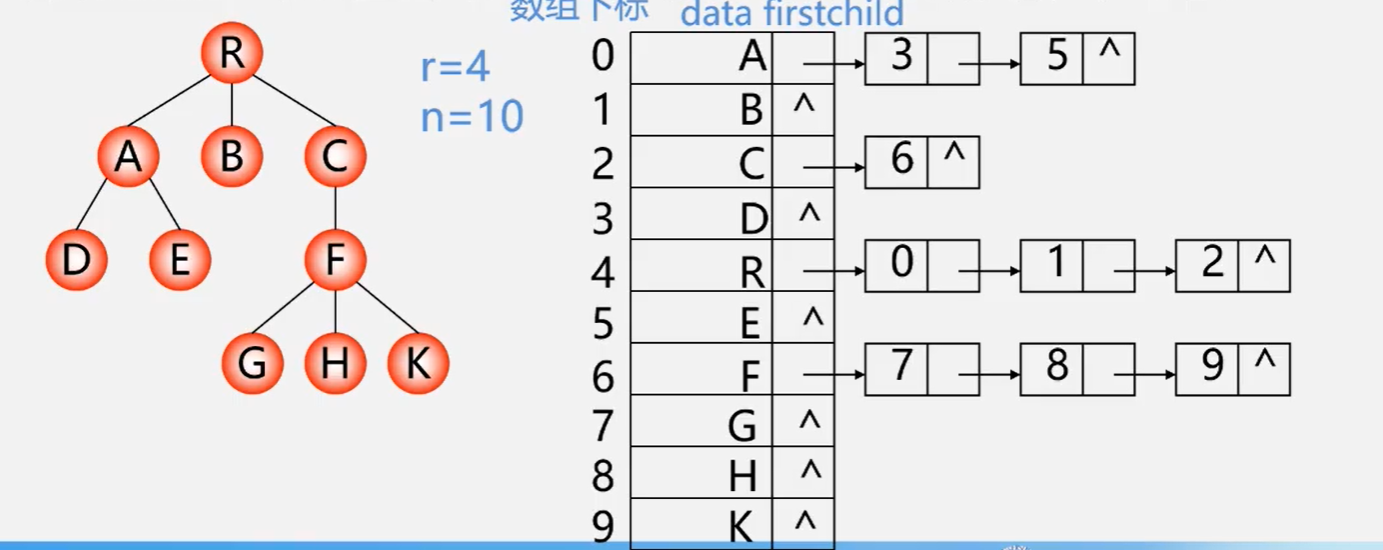 数组下标 data firstchild
R
r=4
n=10
A B C
D E F
G H K
0 A 3 5 ^
1 B ^
2 C 6 ^
3 D ^
4 R 0 1 2 ^
5 E ^
6 F 7 8 9 ^
7 G ^
8 H ^
9 K ^